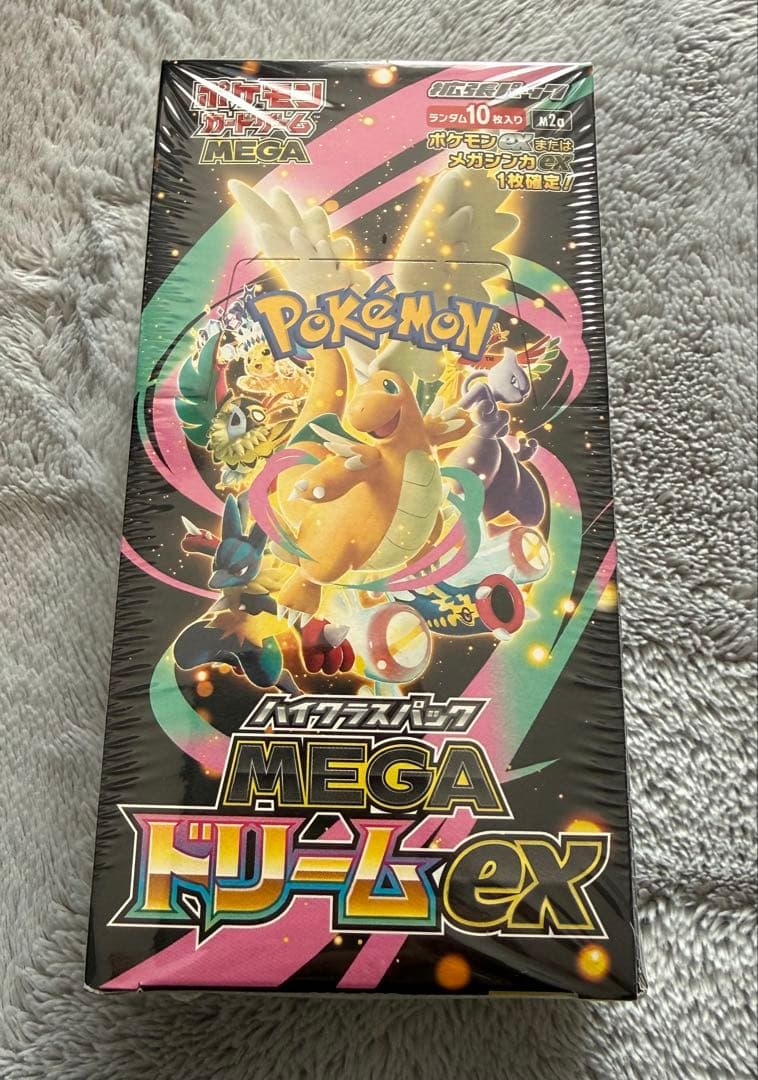 ポケモン
カードゲーム
MEGA
拡張パック
ランダム10枚入り
M2a
ポケモンexまたは
メガシンカex
1枚確定!
Pokémon
TM
ハイクラスパック
MEGA
ドリームex